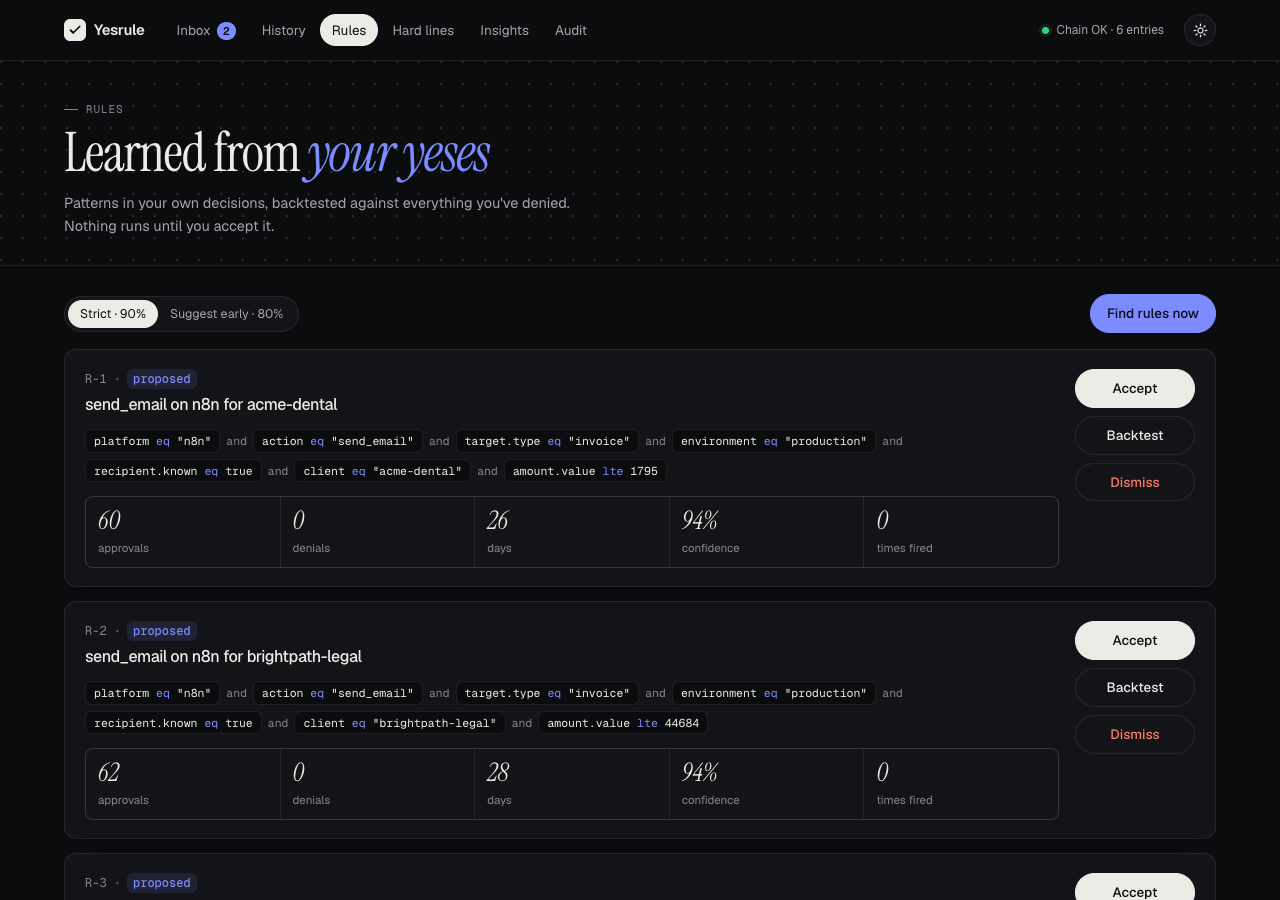 Yesrule Inbox 2 History Rules Hard lines Insights Audit Chain OK · 6 entries
RULES
Learned from your yeses
Patterns in your own decisions, backtested against everything you've denied.
Nothing runs until you accept it.
Strict · 90% Suggest early · 80% Find rules now
R-1 · proposed
Accept
send_email on n8n for acme-dental
platform eq "n8n" and action eq "send_email" and target.type eq "invoice" and environment eq "production" and
Backtest
recipient.known eq true and client eq "acme-dental" and amount.value lte 1795
Dismiss
60 0 26 94% 0
approvals denials days confidence times fired
R-2 · proposed
Accept
send_email on n8n for brightpath-legal
platform eq "n8n" and action eq "send_email" and target.type eq "invoice" and environment eq "production" and
Backtest
recipient.known eq true and client eq "brightpath-legal" and amount.value lte 44684
Dismiss
62 0 28 94% 0
approvals denials days confidence times fired
R-3 · proposed
Accept